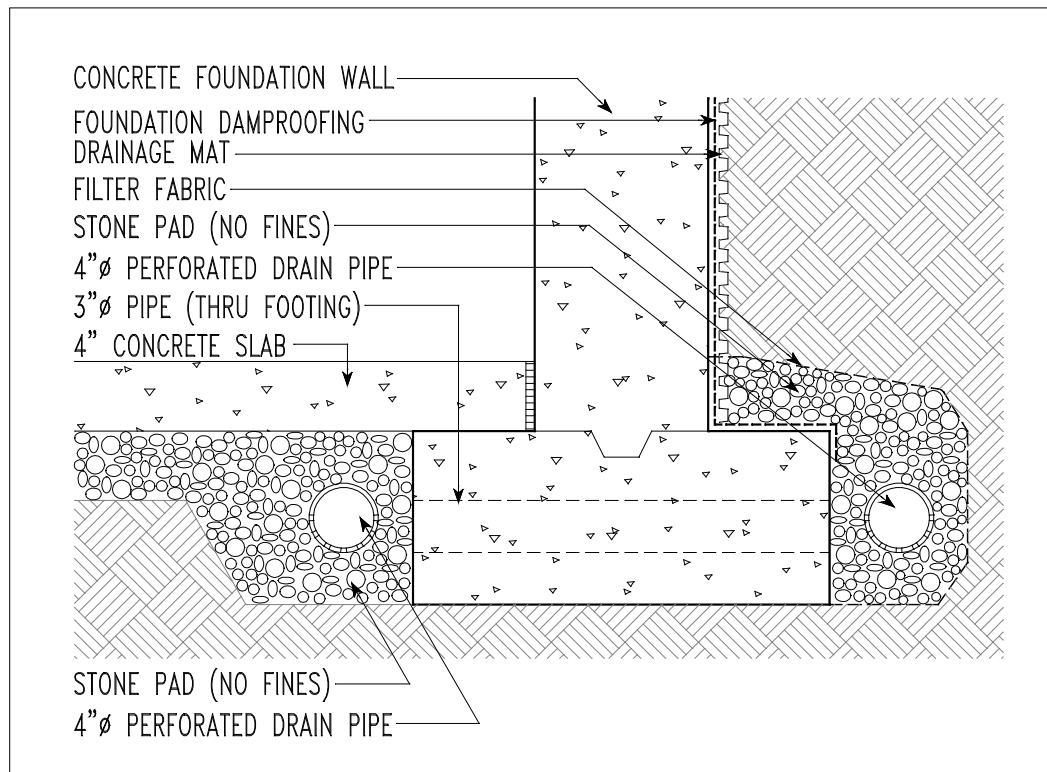 CONCRETE FOUNDATION WALL
FOUNDATION DAMPROOFING
DRAINAGE MAT
FILTER FABRIC
STONE PAD (NO FINES)
4”ø PERFORATED DRAIN PIPE
3”ø PIPE (THRU FOOTING)
4” CONCRETE SLAB
STONE PAD (NO FINES)
4”ø PERFORATED DRAIN PIPE